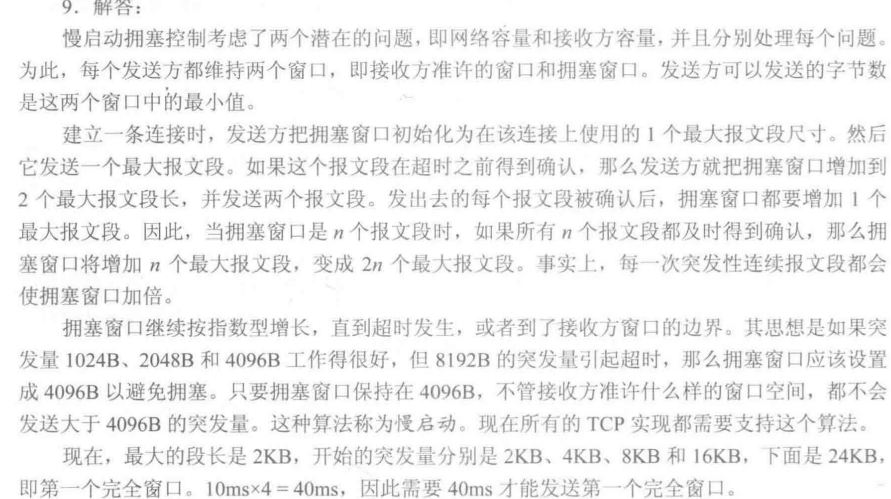 9．解答：
慢启动拥塞控制考虑了两个潜在的问题，即网络容量和接收方容量，并且分别处理每个问题。
为此，每个发送方都维持两个窗口，即接收方准许的窗口和拥塞窗口。发送方可以发送的字节数
是这两个窗口中的最小值。
建立一条连接时，发送方把拥塞窗口初始化为在该连接上使用的 1 个最大报文段尺寸。然后
它发送一个最大报文段。如果这个报文段在超时之前得到确认，那么发送方就把拥塞窗口增加到
2 个最大报文段长，并发送两个报文段。发出去的每个报文段被确认后，拥塞窗口都要增加 1 个
最大报文段。因此，当拥塞窗口是 n 个报文段时，如果所有 n 个报文段都及时得到确认，那么拥
塞窗口将增加 n 个最大报文段，变成 2n 个最大报文段。事实上，每一次突发性连续报文段都会
使拥塞窗口加倍。
拥塞窗口继续按指数型增长，直到超时发生，或者到了接收方窗口的边界。其思想是如果突
发量 1024B、2048B 和 4096B 工作得很好，但 8192B 的突发量引起超时，那么拥塞窗口应该设置
成 4096B 以避免拥塞。只要拥塞窗口保持在 4096B，不管接收方准许什么样的窗口空间，都不会
发送大于 4096B 的突发量。这种算法称为慢启动。现在所有的 TCP 实现都需要支持这个算法。
现在，最大的段长是 2KB，开始的突发量分别是 2KB、4KB、8KB 和 16KB，下面是 24KB，
即第一个完全窗口。10ms×4 = 40ms，因此需要 40ms 才能发送第一个完全窗口。